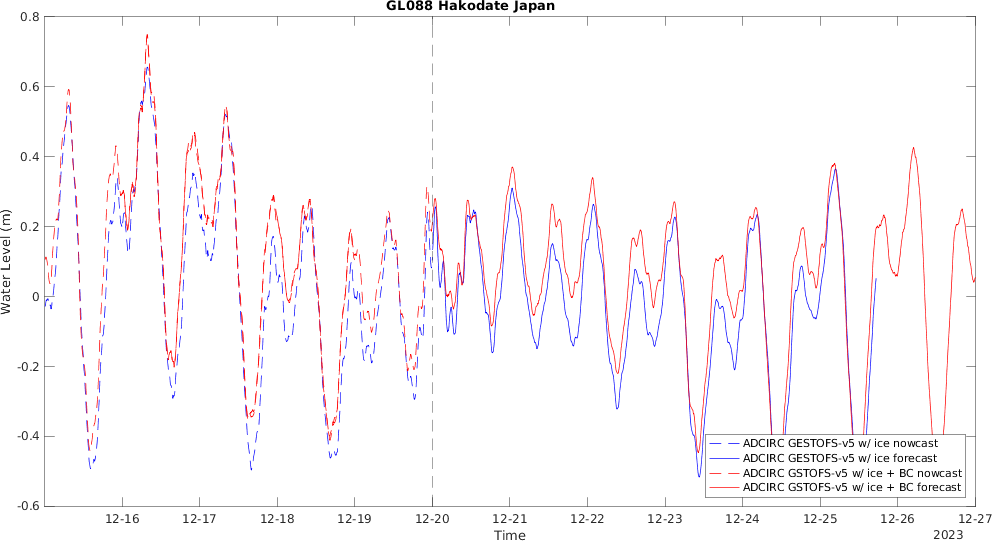 GL088 Hakodate Japan
Water Level (m)
0.8
0.6
0.4
0.2
0
-0.2
-0.4
-0.6
ADCIRC GESTOFS-v5 w/ ice nowcast
ADCIRC GESTOFS-v5 w/ ice forecast
ADCIRC GSTOFS-v5 w/ ice + BC nowcast
ADCIRC GSTOFS-v5 w/ ice + BC forecast
12-16 12-17 12-18 12-19 12-20 12-21 12-22 12-23 12-24 12-25 12-26 12-27
Time
2023